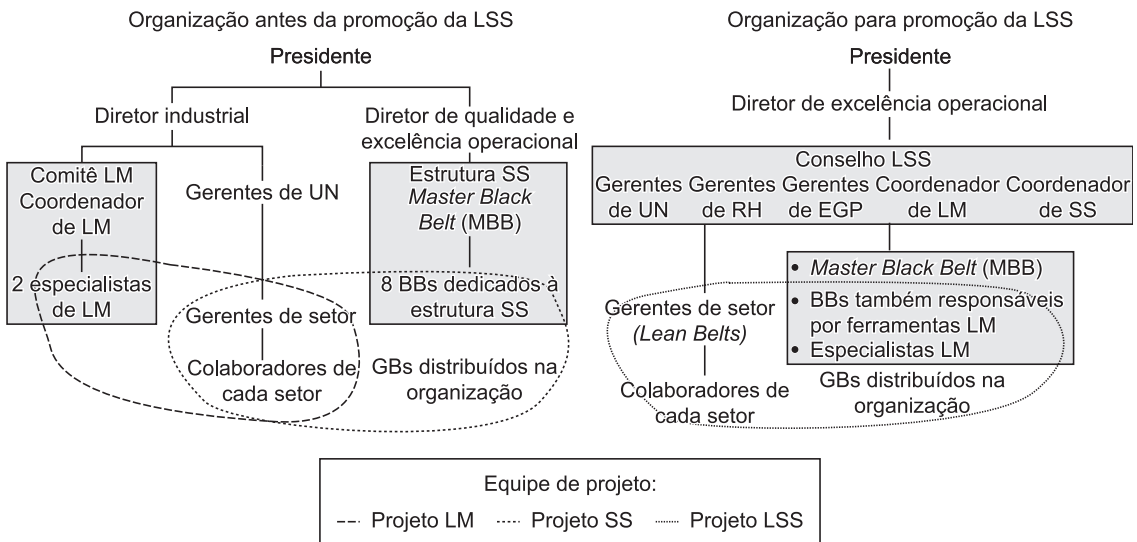 Organização antes da promoção da LSS
Presidente
Diretor industrial
Diretor de qualidade e
excelência operacional
Comitê LM
Coordenador
de LM
2 especialistas
de LM
Gerentes de UN
Gerentes de setor
Colaboradores de
cada setor
Estrutura SS
Master Black
Belt (MBB)
8 BBs dedicados à
estrutura SS
GBs distribuídos na
organização
Organização para promoção da LSS
Presidente
Diretor de excelência operacional
Conselho LSS
Gerentes
de UN
Gerentes
de RH
Gerentes
de EGP
Coordenador
de LM
Coordenador
de SS
Gerentes de setor
(Lean Belts)
Colaboradores de
cada setor
• Master Black Belt (MBB)
• BBs também responsáveis
por ferramentas LM
• Especialistas LM
GBs distribuídos na
organização
Equipe de projeto:
Projeto LM
Projeto SS
Projeto LSS